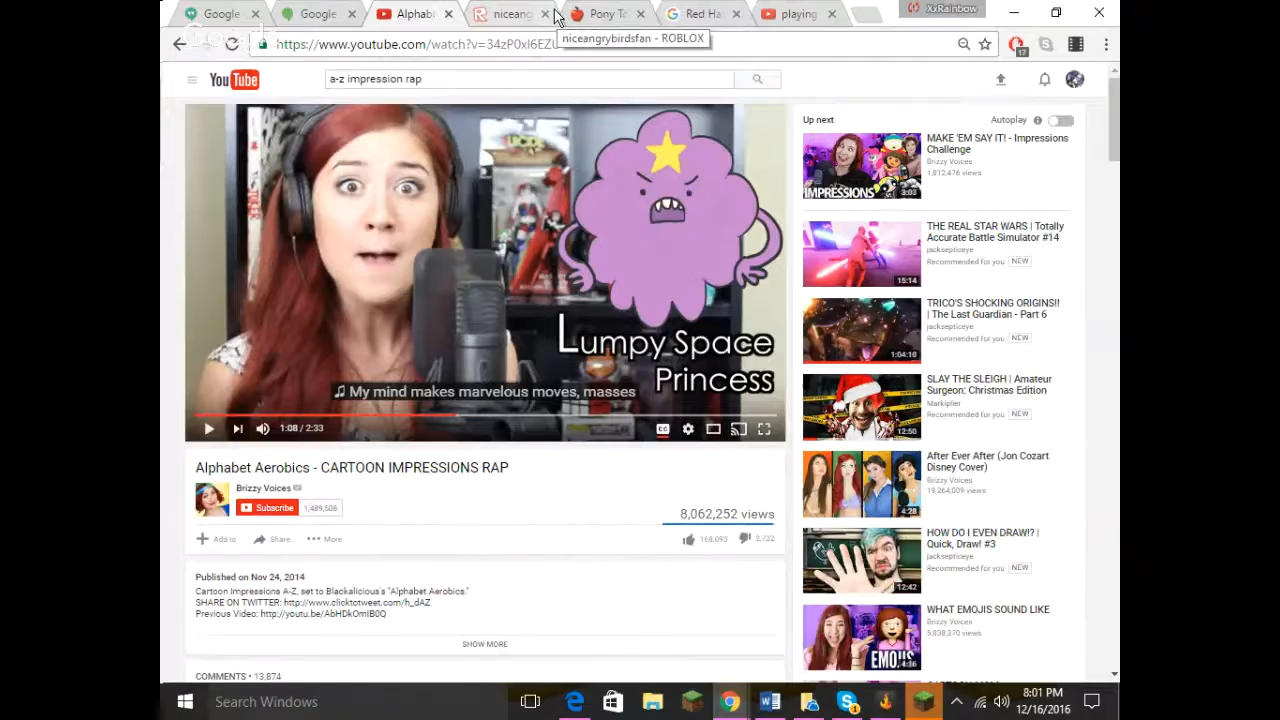 Google
Google
Alphab
niceang
Pony T
Red Ha
playing
XxRainbow
niceangrybirdsfan - ROBLOX
https://www.youtube.com/watch?v=34zP0xI6EZU
17
YouTube
a-z impression rap
Lumpy Space
Princess
♫ My mind makes marvelous moves, masses
1:08 / 2:33
CC
Alphabet Aerobics - CARTOON IMPRESSIONS RAP
Brizzy Voices
Subscribe 1,489,508
8,062,252 views
Add to Share More
168,093 2,732
Published on Nov 24, 2014
Cartoon Impressions A-Z, set to Blackalicious's "Alphabet Aerobics."
SHARE ON TWITTER: http://www.clicktotweet.com/h_dAZ
Previous Video: http://youtu.be/AbHDkOmIB0Q
SHOW MORE
COMMENTS • 13,874
Up next
Autoplay
MAKE 'EM SAY IT! - Impressions
Challenge
Brizzy Voices
1,812,476 views
IMPRESSIONS
3:03
THE REAL STAR WARS | Totally
Accurate Battle Simulator #14
jacksepticeye
Recommended for you NEW
15:14
TRICO'S SHOCKING ORIGINS!!
| The Last Guardian - Part 6
jacksepticeye
Recommended for you NEW
1:04:10
SLAY THE SLEIGH | Amateur
Surgeon: Christmas Edition
Markiplier
Recommended for you NEW
12:50
After Ever After (Jon Cozart
Disney Cover)
Brizzy Voices
19,264,009 views
4:28
HOW DO I EVEN DRAW!? |
Quick, Draw! #3
jacksepticeye
Recommended for you NEW
12:42
WHAT EMOJIS SOUND LIKE
Brizzy Voices
5,838,370 views
EMOJIS
4:16
Search Windows
8:01 PM
12/16/2016